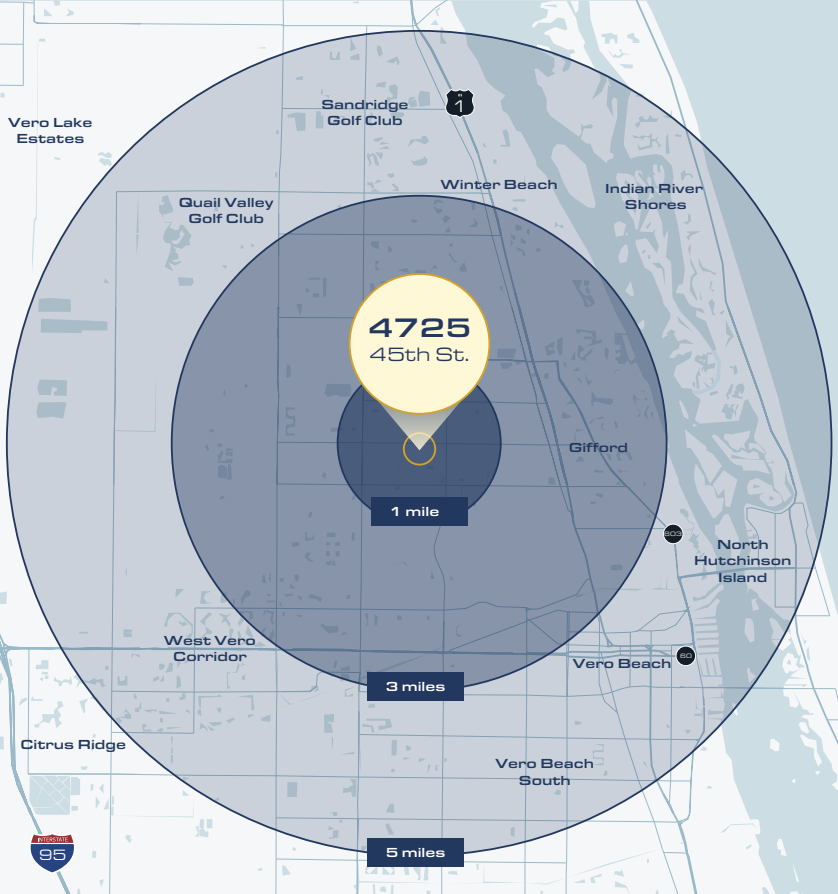 Sandridge
Golf Club
1
Vero Lake
Estates
Winter Beach
Indian River
Shores
Quail Valley
Golf Club
4725
45th St.
Gifford
1 mile
603
North
Hutchinson
Island
West Vero
Corridor
60
Vero Beach
3 miles
Citrus Ridge
Vero Beach
South
INTERSTATE
95
5 miles